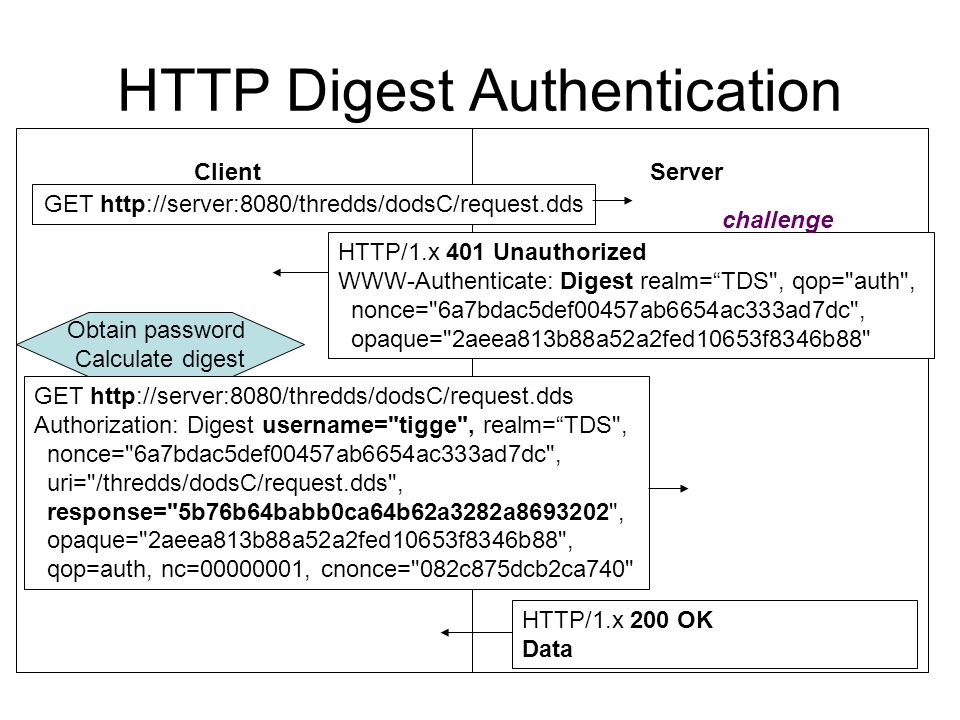 HTTP Digest Authentication
Client
Server
GET http://server:8080/thredds/dodsC/request.dds
challenge
HTTP/1.x 401 Unauthorized
WWW-Authenticate: Digest realm=“TDS", qop="auth",
nonce="6a7bdac5def00457ab6654ac333ad7dc",
opaque="2aeea813b88a52a2fed10653f8346b88"
Obtain password
Calculate digest
GET http://server:8080/thredds/dodsC/request.dds
Authorization: Digest username="tigge", realm=“TDS",
nonce="6a7bdac5def00457ab6654ac333ad7dc",
uri="/thredds/dodsC/request.dds",
response="5b76b64babb0ca64b62a3282a8693202",
opaque="2aeea813b88a52a2fed10653f8346b88",
qop=auth, nc=00000001, cnonce="082c875dcb2ca740"
HTTP/1.x 200 OK
Data